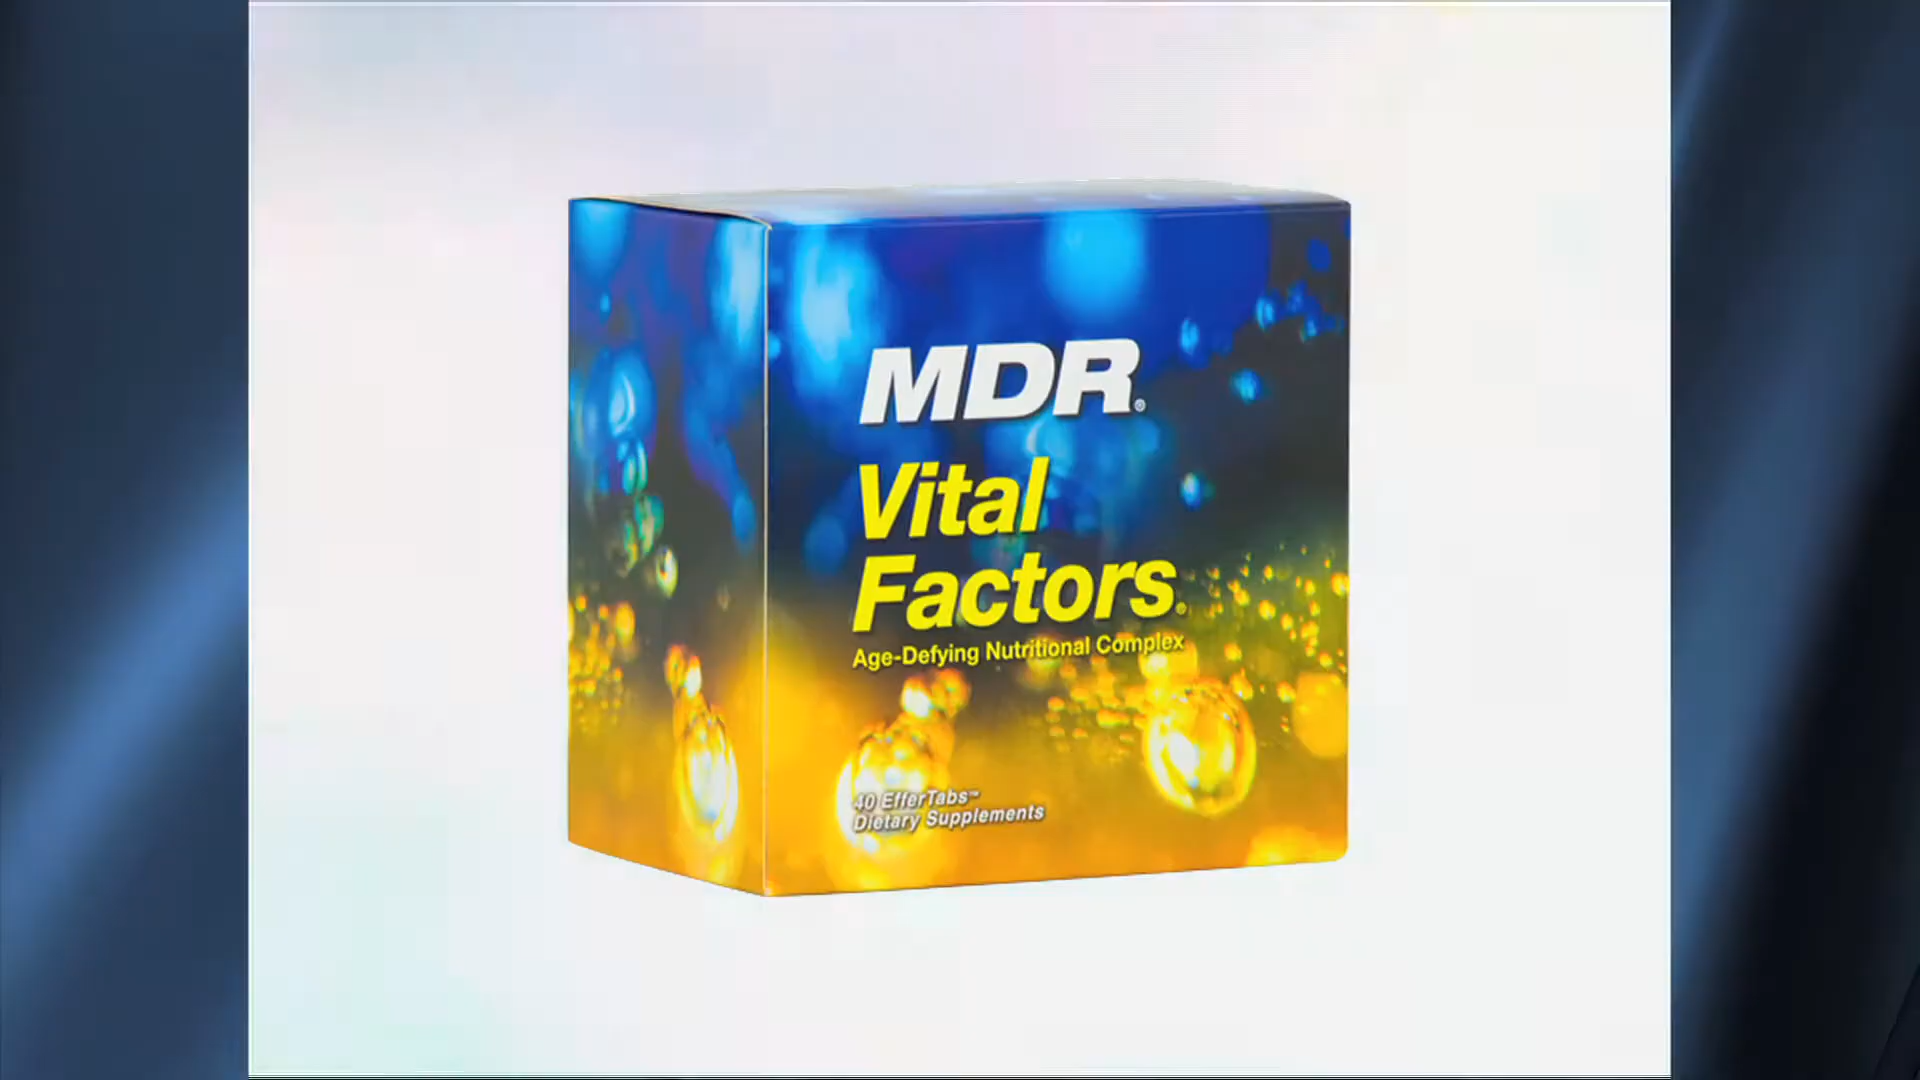 MDR®
Vital
Factors®
Age-Defying Nutritional Complex
40 EfferTabs™
Dietary Supplements